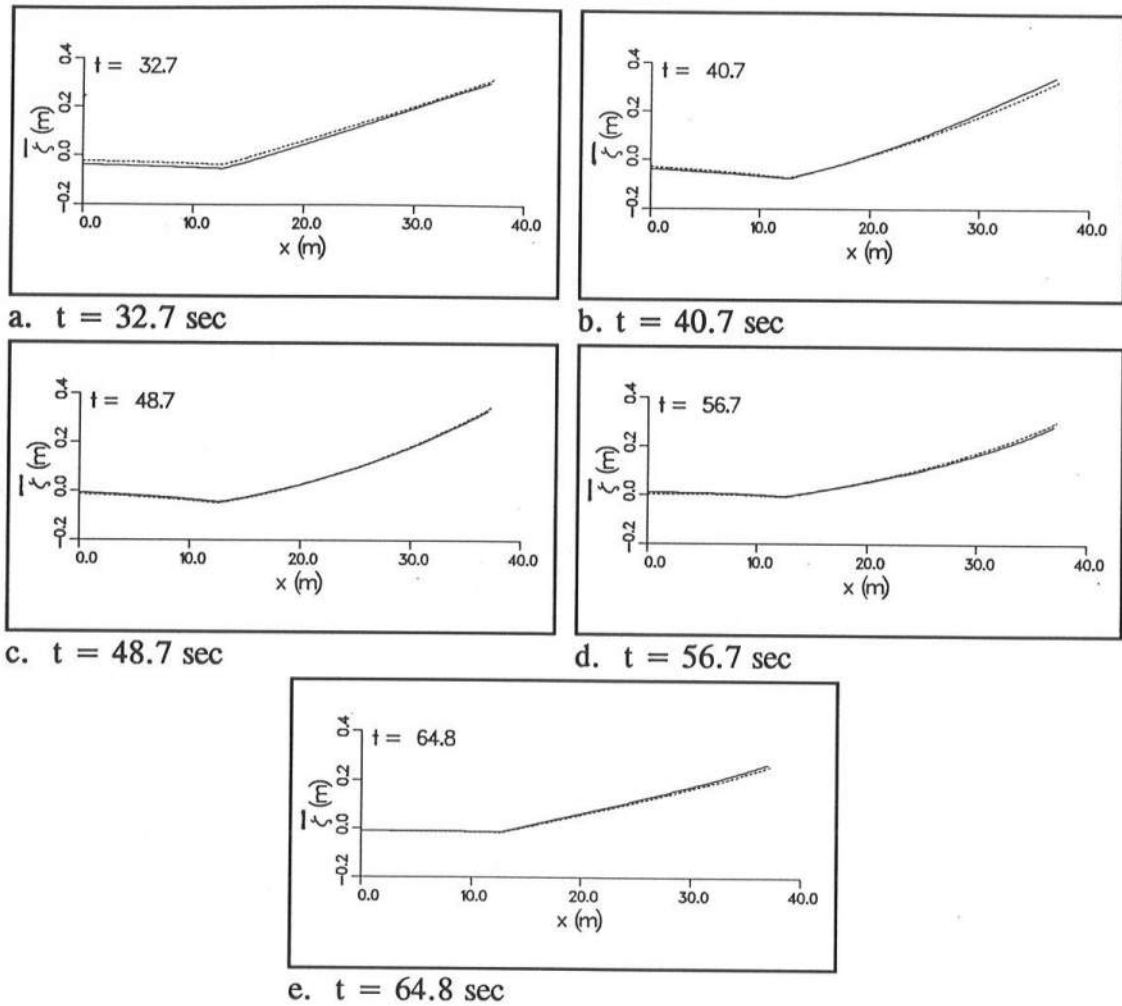 t = 32.7
0.4
0.2
0.0
−0.2
ζ (m)
0.0 10.0 20.0 30.0 40.0
x (m)
a. t = 32.7 sec
t = 40.7
0.4
0.2
0.0
−0.2
ζ (m)
0.0 10.0 20.0 30.0 40.0
x (m)
b. t = 40.7 sec
t = 48.7
0.4
0.2
0.0
−0.2
ζ (m)
0.0 10.0 20.0 30.0 40.0
x (m)
c. t = 48.7 sec
t = 56.7
0.4
0.2
0.0
−0.2
ζ (m)
0.0 10.0 20.0 30.0 40.0
x (m)
d. t = 56.7 sec
t = 64.8
0.4
0.2
0.0
−0.2
ζ (m)
0.0 10.0 20.0 30.0 40.0
x (m)
e. t = 64.8 sec